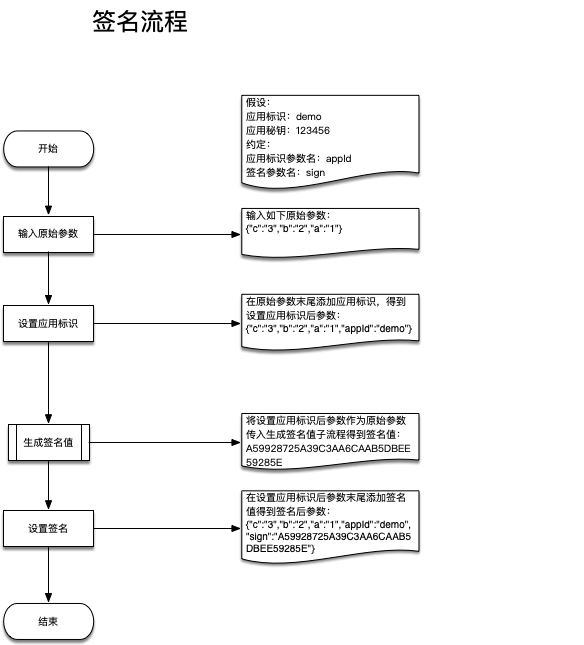 签名流程
假设：
应用标识：demo
应用秘钥：123456
约定：
应用标识参数名：appId
签名参数名：sign
开始
输入原始参数
输入如下原始参数：
{"c":"3","b":"2","a":"1"}
设置应用标识
在原始参数末尾添加应用标识，得到
设置应用标识后参数：
{"c":"3","b":"2","a":"1","appId":"demo"}
生成签名值
将设置应用标识后参数作为原始参数
传入生成签名值子流程得到签名值：
A59928725A39C3AA6CAAB5DBEE
59285E
设置签名
在设置应用标识后参数末尾添加签名
值得到签名后参数：
{"c":"3","b":"2","a":"1","appId":"demo",
"sign":"A59928725A39C3AA6CAAB5
DBEE59285E"}
结束